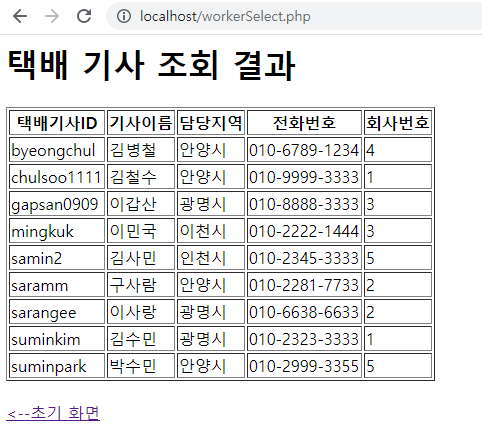 localhost/workerSelect.php
택배 기사 조회 결과
택배기사ID 기사이름 담당지역 전화번호 회사번호
byeongchul 김병철 안양시 010-6789-1234 4
chulsoo1111 김철수 안양시 010-9999-3333 1
gapsan0909 이갑산 광명시 010-8888-3333 3
mingkuk 이민국 이천시 010-2222-1444 3
samin2 김사민 인천시 010-2345-3333 5
saramm 구사람 안양시 010-2281-7733 2
sarangee 이사랑 광명시 010-6638-6633 2
suminkim 김수민 광명시 010-2323-3333 1
suminpark 박수민 안양시 010-2999-3355 5
<--초기 화면